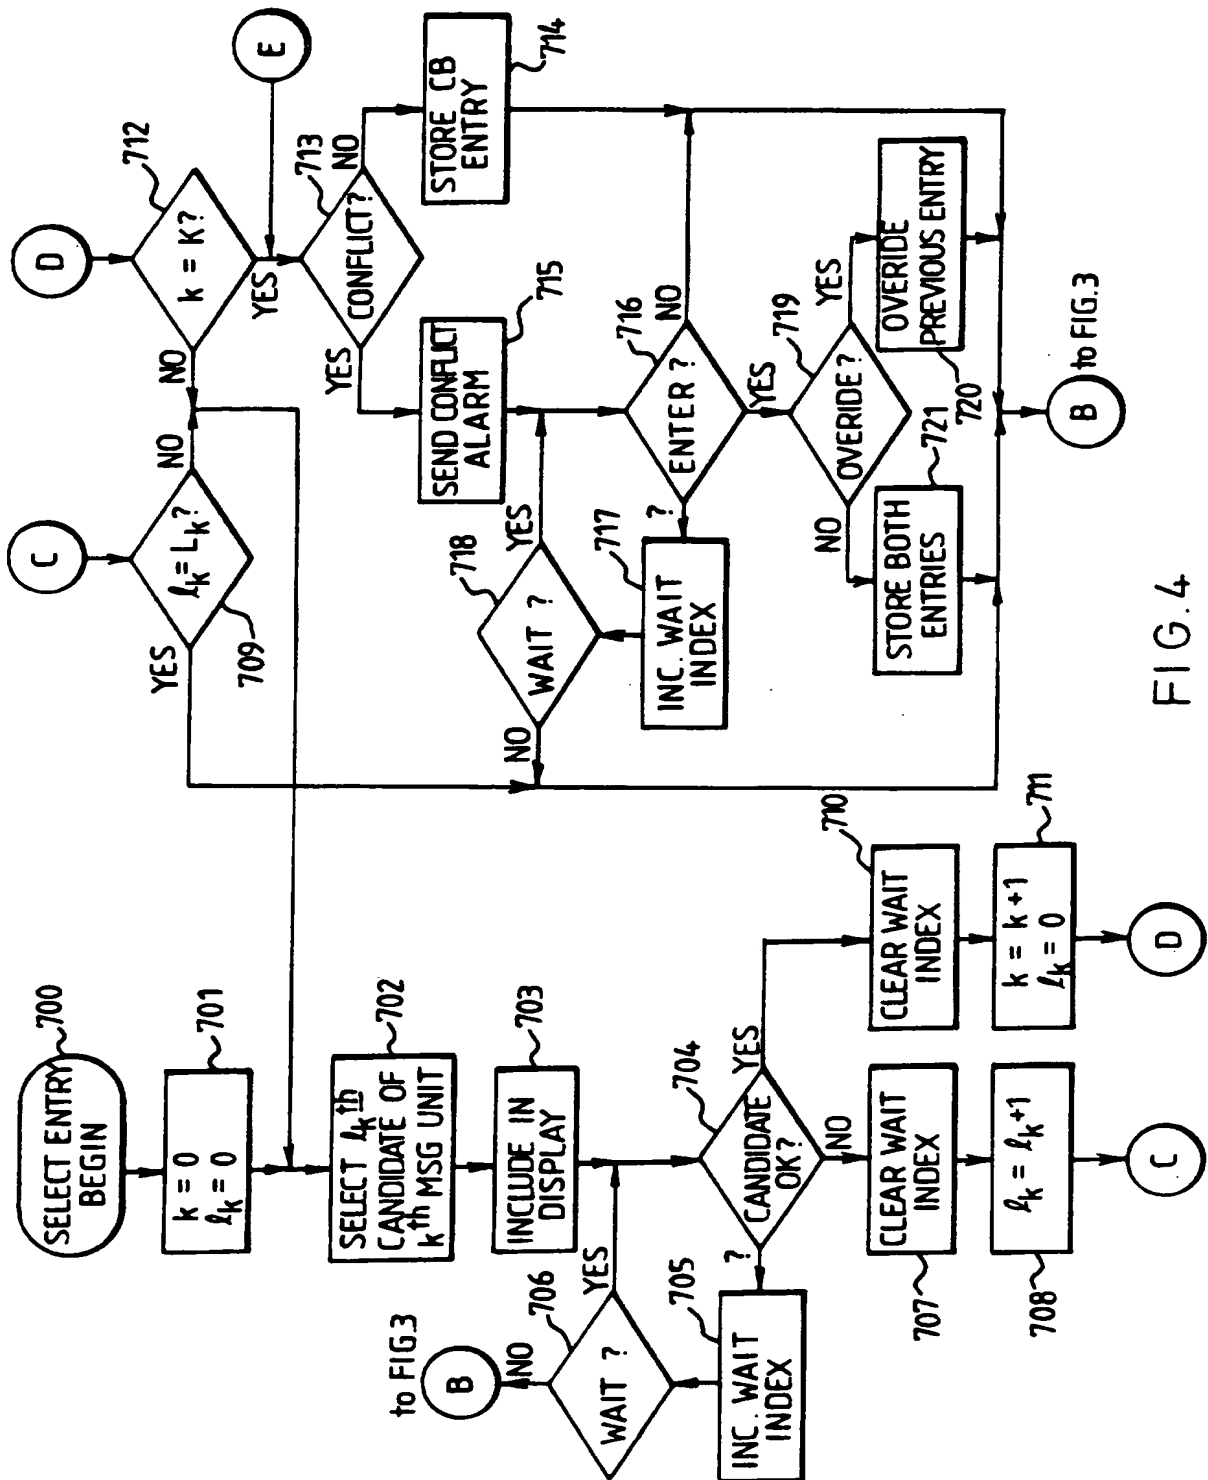 SELECT ENTRY
BEGIN
700
k = 0
ℓk = 0
701
SELECT ℓk th
CANDIDATE OF
k th MSG UNIT
702
INCLUDE IN
DISPLAY
703
CANDIDATE
OK?
704
YES
NO
?
INC. WAIT
INDEX
705
WAIT ?
706
YES
NO
B
to FIG.3
CLEAR WAIT
INDEX
707
ℓk = ℓk+1
708
C
CLEAR WAIT
INDEX
710
k = k+1
ℓk = 0
711
D
C
ℓk = Lk?
709
YES
NO
D
k = K?
712
NO
YES
E
CONFLICT?
713
YES
NO
STORE CB
ENTRY
714
SEND CONFLICT
ALARM
715
ENTER ?
716
NO
YES
?
INC. WAIT
INDEX
717
WAIT ?
718
YES
NO
OVERRIDE?
719
YES
NO
OVERIDE
PREVIOUS ENTRY
720
STORE BOTH
ENTRIES
721
B
to FIG.3
FIG.4